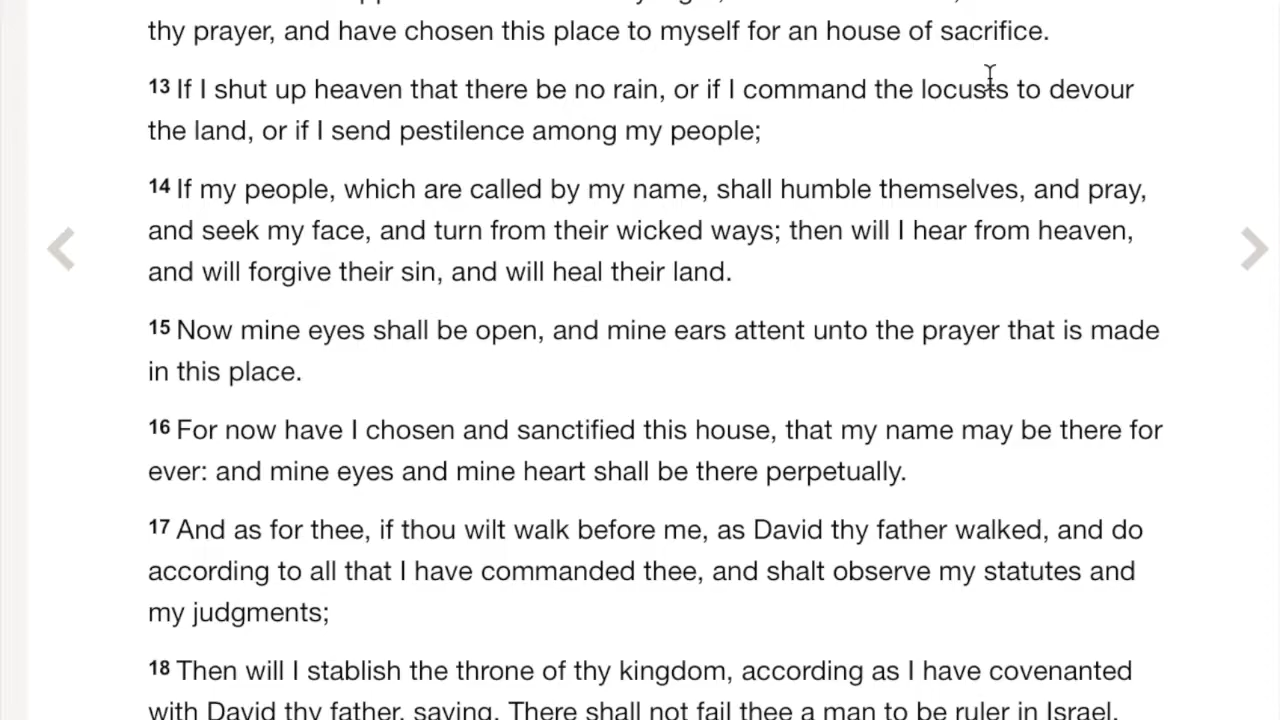 thy prayer, and have chosen this place to myself for an house of sacrifice.
13 If I shut up heaven that there be no rain, or if I command the locusts to devour
the land, or if I send pestilence among my people;
14 If my people, which are called by my name, shall humble themselves, and pray,
and seek my face, and turn from their wicked ways; then will I hear from heaven,
and will forgive their sin, and will heal their land.
15 Now mine eyes shall be open, and mine ears attent unto the prayer that is made
in this place.
16 For now have I chosen and sanctified this house, that my name may be there for
ever: and mine eyes and mine heart shall be there perpetually.
17 And as for thee, if thou wilt walk before me, as David thy father walked, and do
according to all that I have commanded thee, and shalt observe my statutes and
my judgments;
18 Then will I stablish the throne of thy kingdom, according as I have covenanted
with David thy father, saying, There shall not fail thee a man to be ruler in Israel.